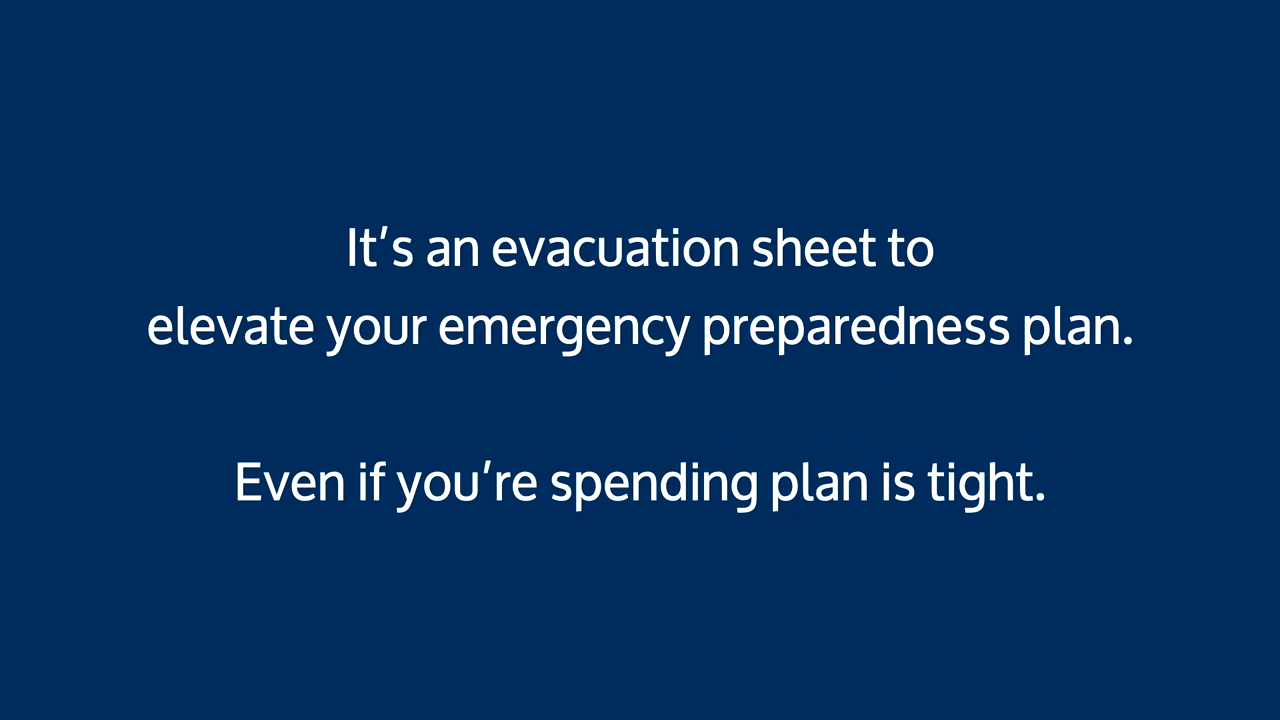 It's an evacuation sheet to
elevate your emergency preparedness plan.
Even if you're spending plan is tight.